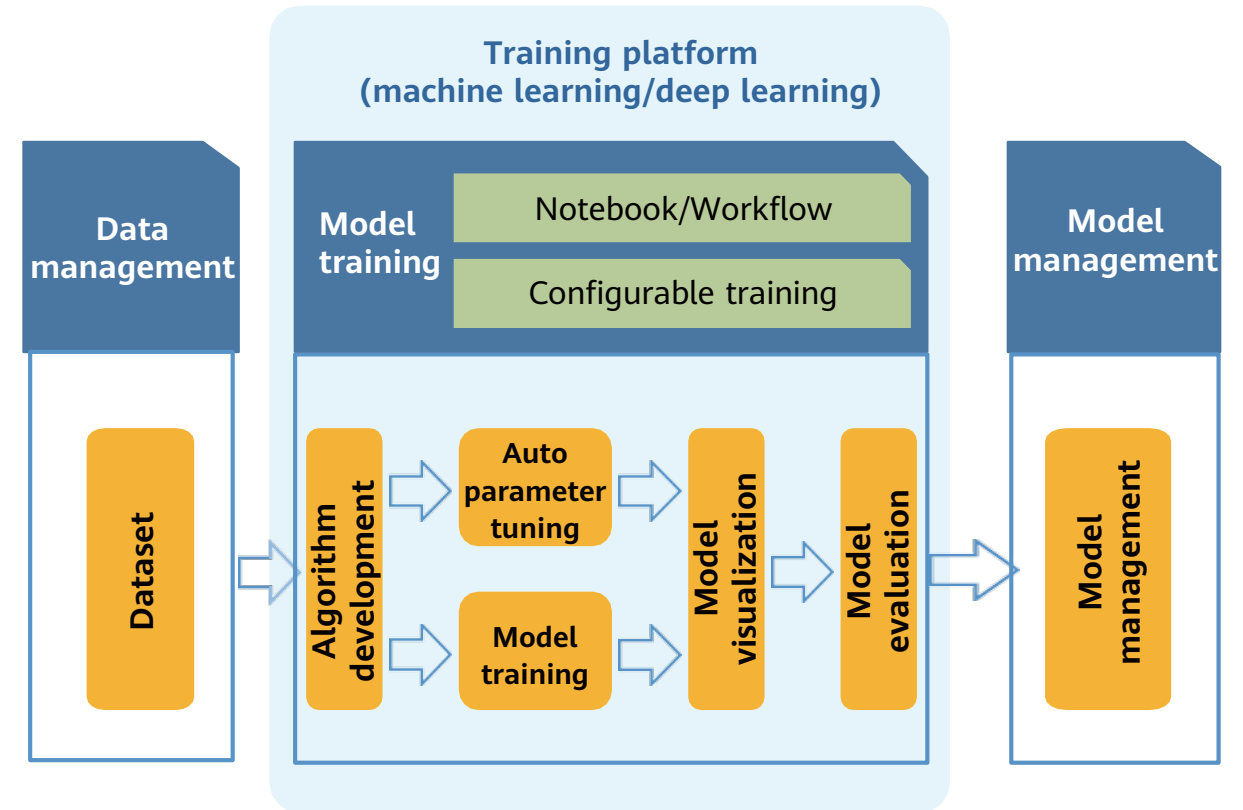 Training platform
(machine learning/deep learning)
Data
management
Model
training
Notebook/Workflow
Configurable training
Model
management
Dataset
Algorithm
development
Auto
parameter
tuning
Model
training
Model
visualization
Model
evaluation
Model
management